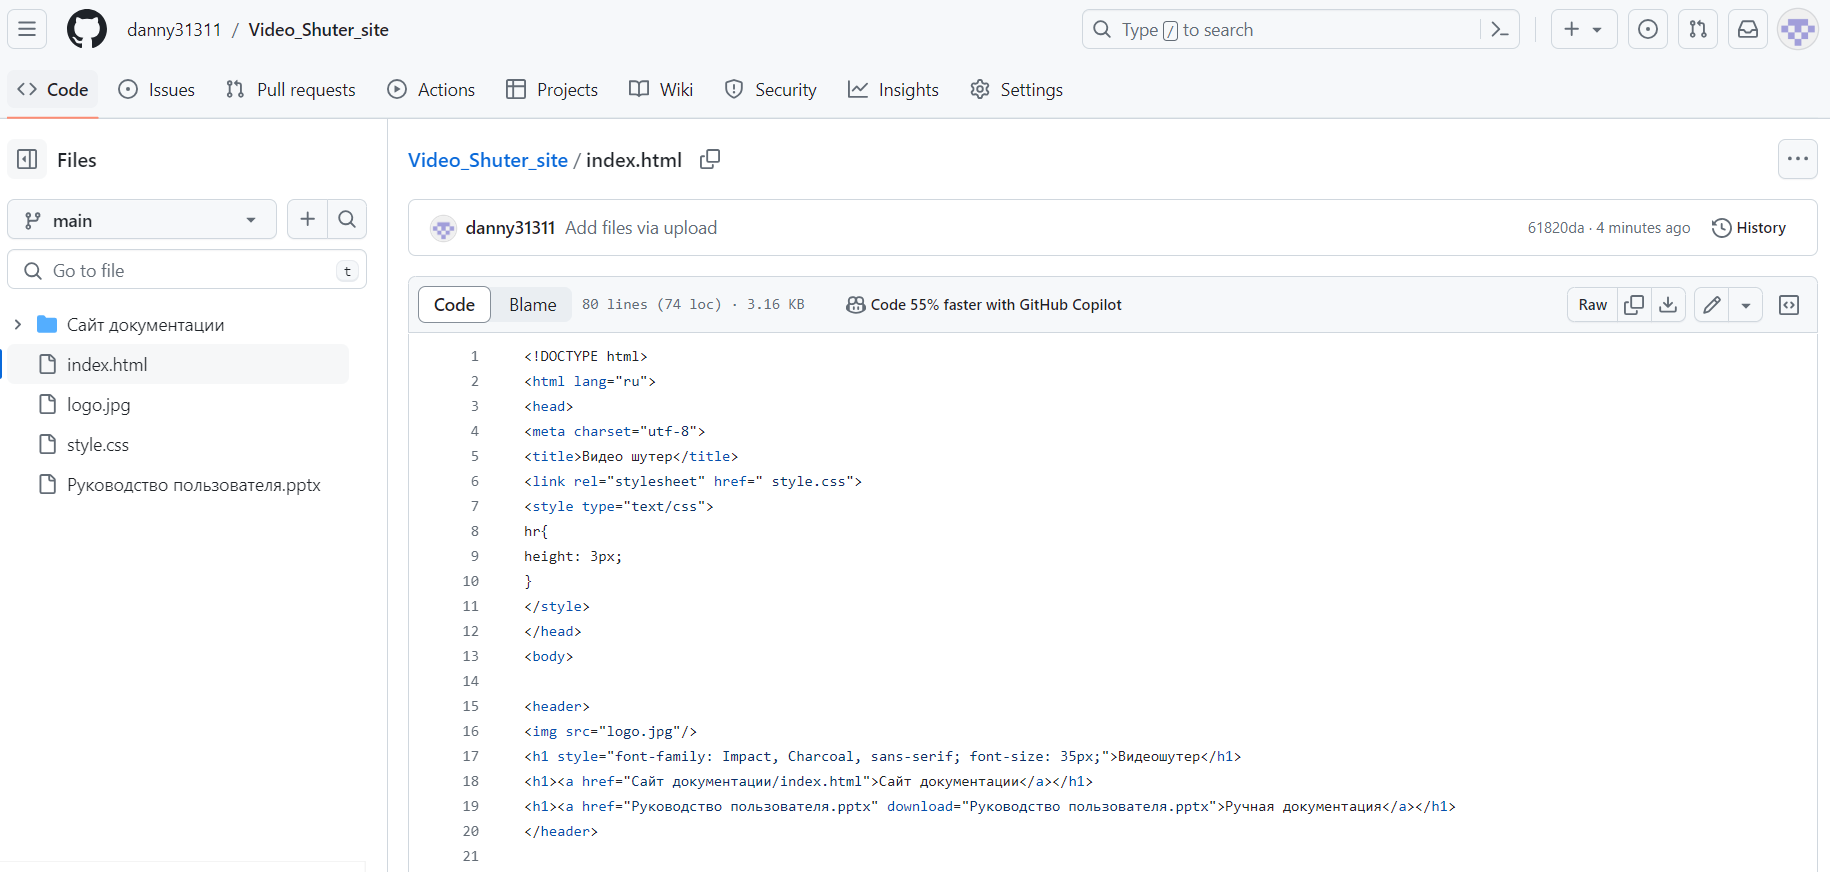 danny31311 / Video_Shuter_site
Type / to search
Code Issues Pull requests Actions Projects Wiki Security Insights Settings
Files
main
Go to file t
Сайт документации
index.html
logo.jpg
style.css
Руководство пользователя.pptx
Video_Shuter_site / index.html
danny31311 Add files via upload
61820da · 4 minutes ago History
Code Blame 80 lines (74 loc) · 3.16 KB Code 55% faster with GitHub Copilot Raw
1 <!DOCTYPE html>
2 <html lang="ru">
3 <head>
4 <meta charset="utf-8">
5 <title>Видео шутер</title>
6 <link rel="stylesheet" href=" style.css">
7 <style type="text/css">
8 hr{
9 height: 3px;
10 }
11 </style>
12 </head>
13 <body>
14
15 <header>
16 <img src="logo.jpg"/>
17 <h1 style="font-family: Impact, Charcoal, sans-serif; font-size: 35px;">Видеошутер</h1>
18 <h1><a href="Сайт документации/index.html">Сайт документации</a></h1>
19 <h1><a href="Руководство пользователя.pptx" download="Руководство пользователя.pptx">Ручная документация</a></h1>
20 </header>
21